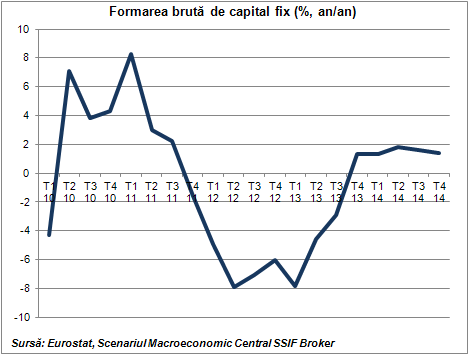 Formarea brută de capital fix (%, an/an)
10
8
6
4
2
0
-2
-4
-6
-8
-10
T1 T2 T3 T4 T1 T2 T3 T4 T1 T2 T3 T4 T1 T2 T3 T4 T1 T2 T3 T4
10 10 10 10 11 11 11 11 12 12 12 12 13 13 13 13 14 14 14 14
Sursă: Eurostat, Scenariul Macroeconomic Central SSIF Broker